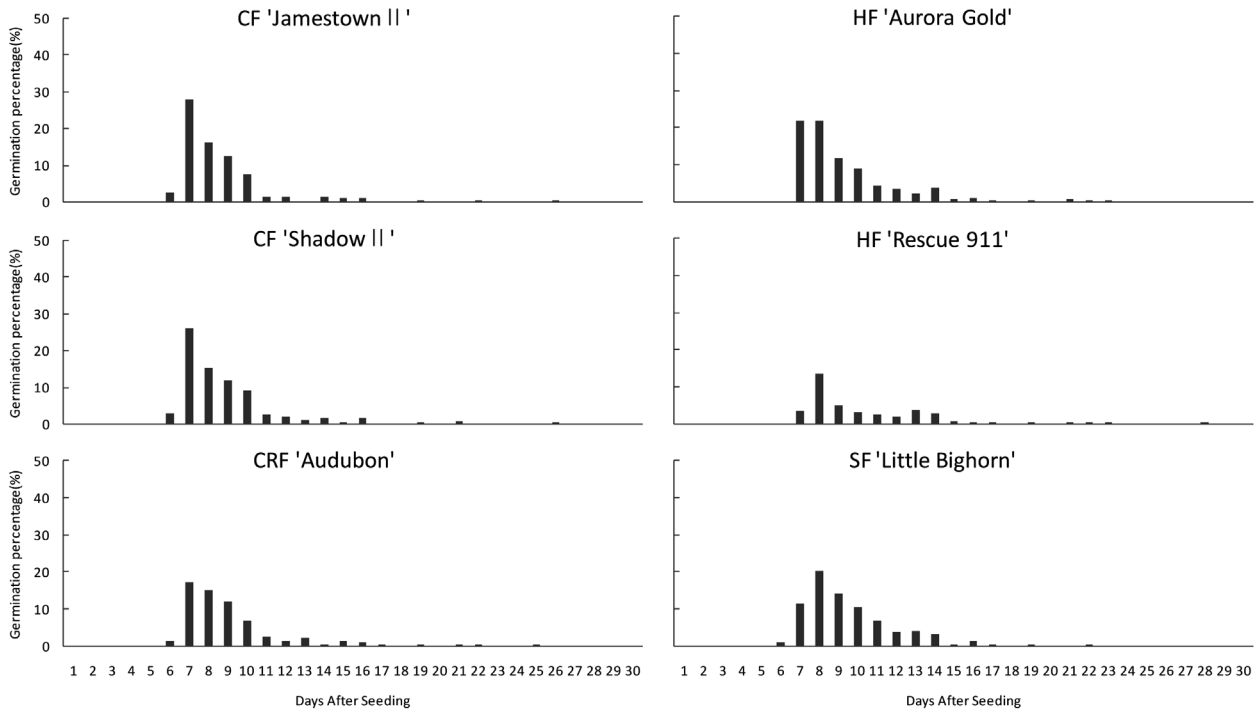 CF 'Jamestown ||'
HF 'Aurora Gold'
Germination percentage(%)
50
40
30
20
10
0
CF 'Shadow ||'
HF 'Rescue 911'
Germination percentage(%)
50
40
30
20
10
0
CRF 'Audubon'
SF 'Little Bighorn'
Germination percentage(%)
50
40
30
20
10
0
1 2 3 4 5 6 7 8 9 10 11 12 13 14 15 16 17 18 19 20 21 22 23 24 25 26 27 28 29 30
1 2 3 4 5 6 7 8 9 10 11 12 13 14 15 16 17 18 19 20 21 22 23 24 25 26 27 28 29 30
Days After Seeding
Days After Seeding